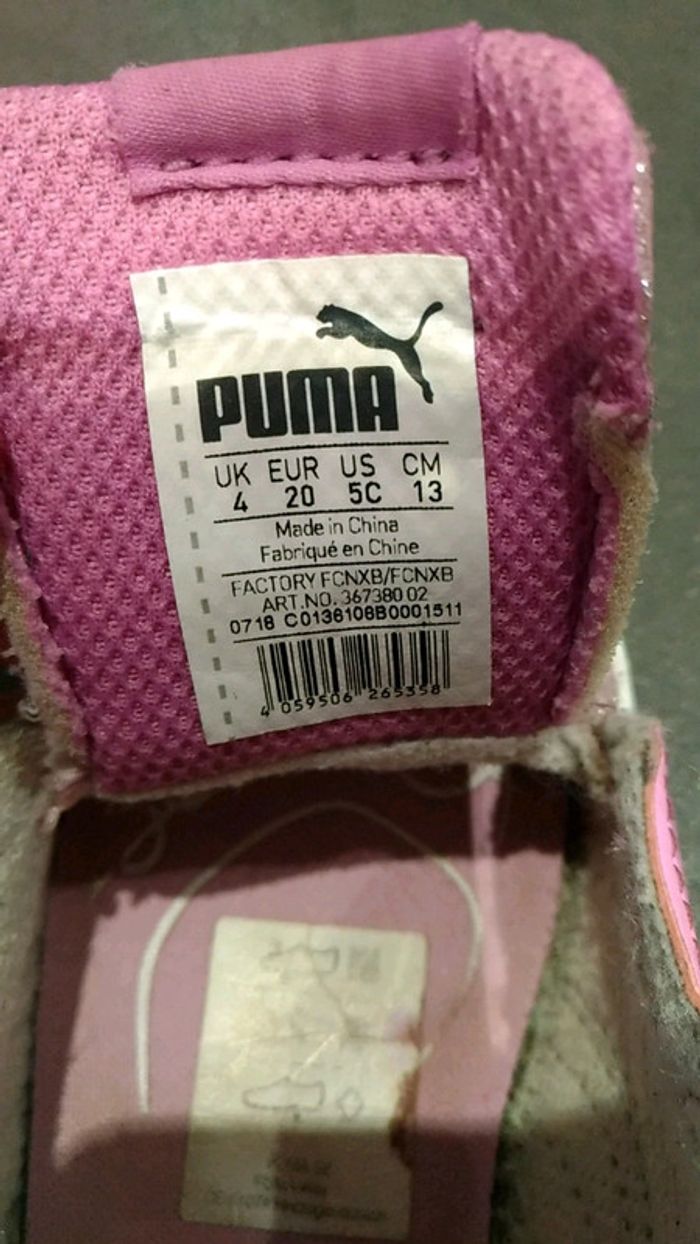 PUMA
UK EUR US CM
4 20 5C 13
Made in China
Fabriqué en Chine
FACTORY FCNXB/FCNXB
ART.NO. 367380 02
0718 C0136106B0001511
4 059506 265358